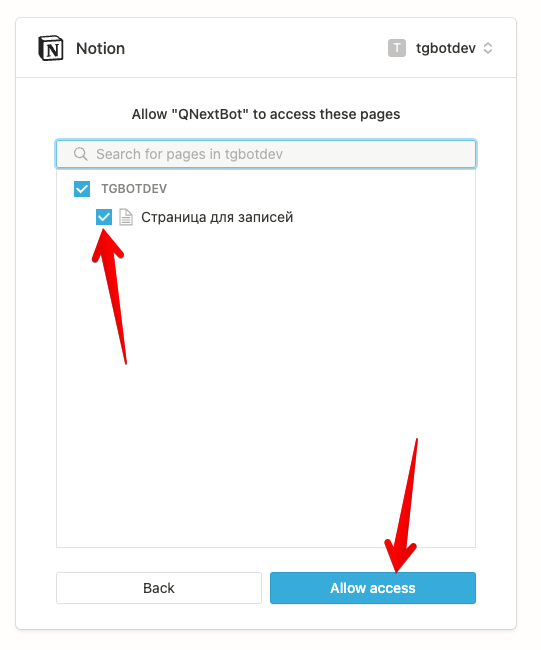 Notion
T tgbotdev
Allow "QNextBot" to access these pages
Search for pages in tgbotdev
TGBOTDEV
Страница для записей
Back
Allow access